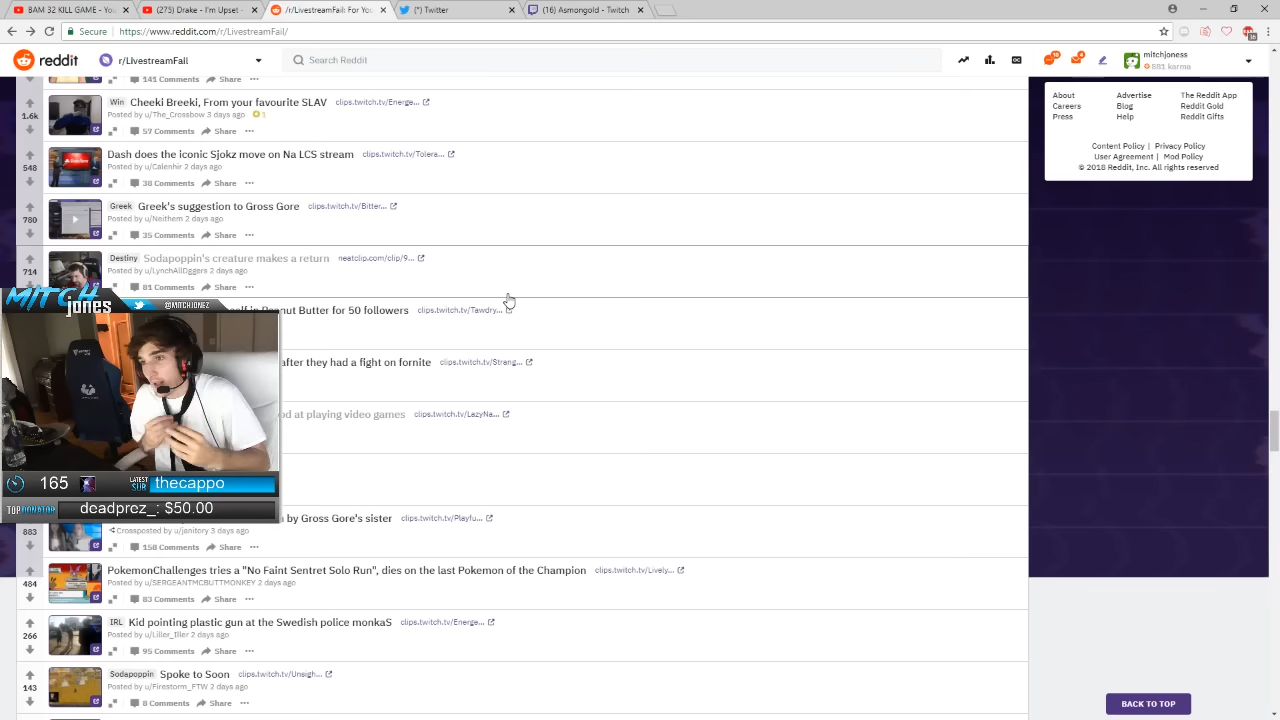 BAM 32 KILL GAME - You
(275) Drake - I'm Upset -
r/LivestreamFail: For You
(*) Twitter
(16) Asmongold - Twitch
Secure https://www.reddit.com/r/LivestreamFail/
reddit r/LivestreamFail Search Reddit mitchjoness
881 karma
141 Comments Share
Win Cheeki Breeki, From your favourite SLAV clips.twitch.tv/Energe...
1.6k Posted by u/The_Crossbow 3 days ago 1
57 Comments Share
Dash does the iconic Sjokz move on Na LCS stream clips.twitch.tv/Tolera...
548 Posted by u/Calenhir 2 days ago
38 Comments Share
Greek Greek's suggestion to Gross Gore clips.twitch.tv/Bitter...
780 Posted by u/Neithem 2 days ago
35 Comments Share
Destiny Sodapoppin's creature makes a return neatclip.com/clip/9...
714 Posted by u/LynchAllDggers 2 days ago
81 Comments Share
MITCH jones @MITCHJONEZ
Peanut Butter for 50 followers clips.twitch.tv/Tawdry...
after they had a fight on fornite clips.twitch.tv/Strang...
od at playing video games clips.twitch.tv/LazyNa...
165 LATEST SUB thecappo
TOP DONATOR deadprez_: $50.00
by Gross Gore's sister clips.twitch.tv/Playfu...
883 Crossposted by u/janitory 3 days ago
158 Comments Share
PokemonChallenges tries a "No Faint Sentret Solo Run", dies on the last Pokemon of the Champion clips.twitch.tv/Lively...
484 Posted by u/SERGEANTMCBUTTMONKEY 2 days ago
83 Comments Share
IRL Kid pointing plastic gun at the Swedish police monkaS clips.twitch.tv/Energe...
266 Posted by u/Liller_Iller 2 days ago
95 Comments Share
Sodapoppin Spoke to Soon clips.twitch.tv/Unsigh...
143 Posted by u/Firestorm_FTW 2 days ago
8 Comments Share
About Advertise The Reddit App
Careers Blog Reddit Gold
Press Help Reddit Gifts
Content Policy | Privacy Policy
User Agreement | Mod Policy
© 2018 Reddit, Inc. All rights reserved
BACK TO TOP